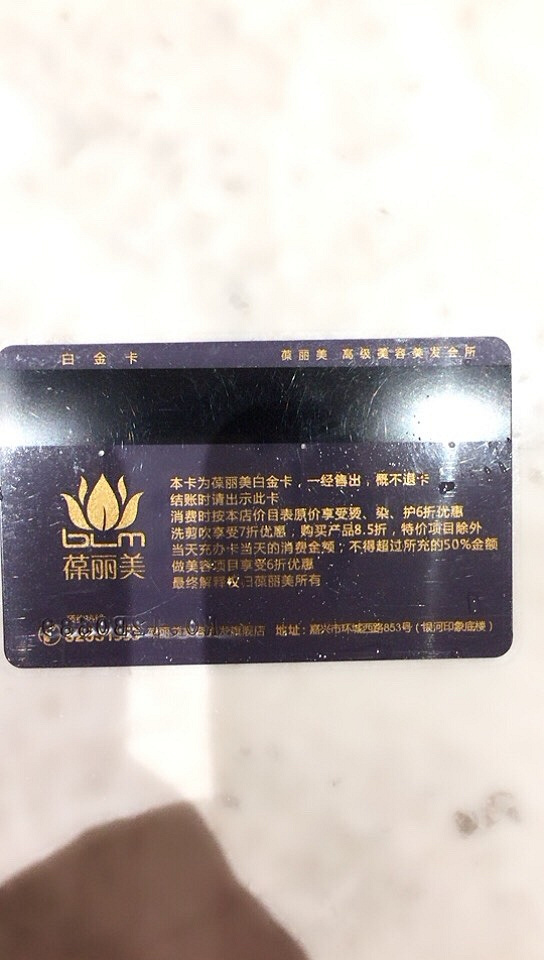 白金卡
葆丽美 高级美容美发会所
本卡为葆丽美白金卡，一经售出，概不退卡
结账时请出示此卡
消费时按本店价目表原价享受烫、染、护6折优惠
洗剪吹享受7折优惠，购买产品8.5折，特价项目除外
当天充办卡当天的消费金额，不得超过所充的50%金额
做美容项目享受6折优惠
最终解释权归葆丽美所有
blm
葆丽美
地址：嘉兴市环城西路853号（银河印象底楼）